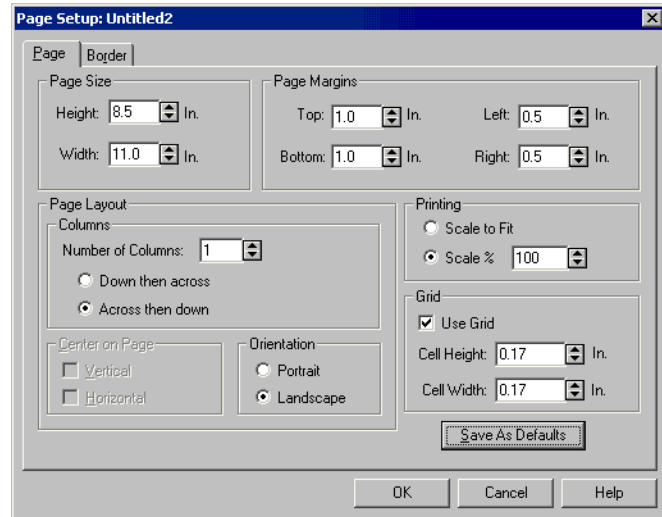 Page Setup: Untitled2
Page Border
Page Size
Height: 8.5 In.
Width: 11.0 In.
Page Margins
Top: 1.0 In. Left: 0.5 In.
Bottom: 1.0 In. Right: 0.5 In.
Page Layout
Columns
Number of Columns: 1
Down then across
Across then down
Center on Page
Vertical
Horizontal
Orientation
Portrait
Landscape
Printing
Scale to Fit
Scale % 100
Grid
Use Grid
Cell Height: 0.17 In.
Cell Width: 0.17 In.
Save As Defaults
OK Cancel Help